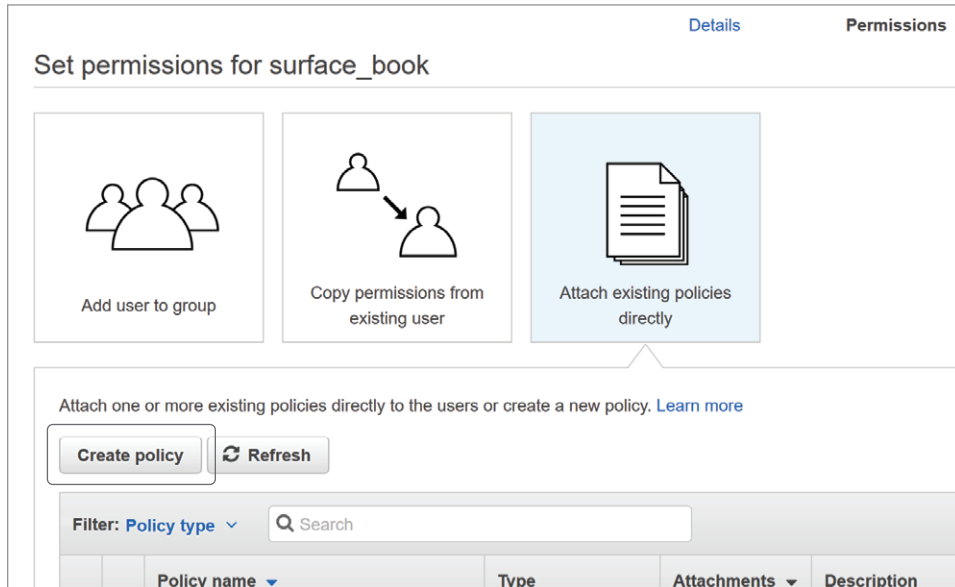 Details Permissions
Set permissions for surface_book
Add user to group
Copy permissions from
existing user
Attach existing policies
directly
Attach one or more existing policies directly to the users or create a new policy. Learn more
Create policy Refresh
Filter: Policy type Search
Policy name Type Attachments Description